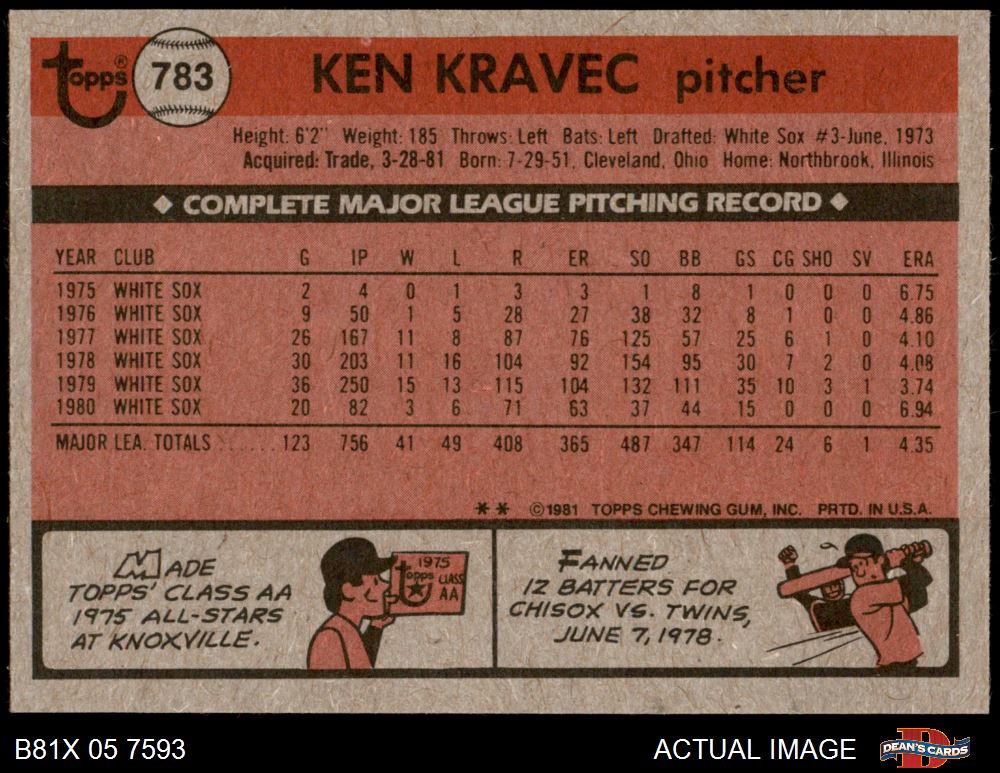 Topps® 783 KEN KRAVEC pitcher
Height: 6'2" Weight: 185 Throws: Left Bats: Left Drafted: White Sox #3-June, 1973
Acquired: Trade, 3-28-81 Born: 7-29-51, Cleveland, Ohio Home: Northbrook, Illinois
◆ COMPLETE MAJOR LEAGUE PITCHING RECORD ◆
YEAR CLUB G IP W L R ER SO BB GS CG SHO SV ERA
1975 WHITE SOX 2 4 0 1 3 3 1 8 1 0 0 0 6.75
1976 WHITE SOX 9 50 1 5 28 27 38 32 8 1 0 0 4.86
1977 WHITE SOX 26 167 11 8 87 76 125 57 25 6 1 0 4.10
1978 WHITE SOX 30 203 11 16 104 92 154 95 30 7 2 0 4.08
1979 WHITE SOX 36 250 15 13 115 104 132 111 35 10 3 1 3.74
1980 WHITE SOX 20 82 3 6 71 63 37 44 15 0 0 0 6.94
MAJOR LEA. TOTALS ...... 123 756 41 49 408 365 487 347 114 24 6 1 4.35
** ©1981 TOPPS CHEWING GUM, INC. PRTD. IN U.S.A.
MADE
TOPPS' CLASS AA
1975 ALL-STARS
AT KNOXVILLE.
1975
Topps CLASS
AA
FANNED
12 BATTERS FOR
CHISOX VS. TWINS,
JUNE 7, 1978.
B81X 05 7593 ACTUAL IMAGE DEAN'S CARDS